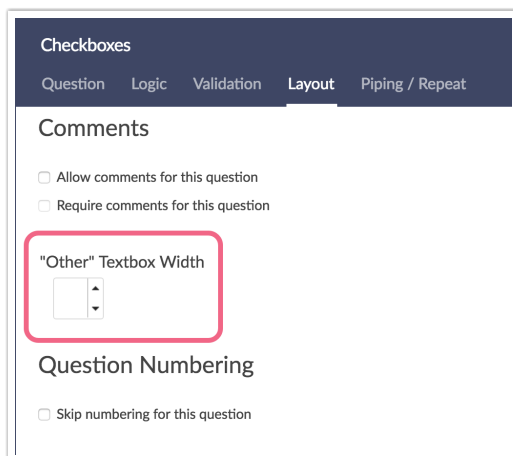 Checkboxes
Question Logic Validation Layout Piping / Repeat
Comments
Allow comments for this question
Require comments for this question
"Other" Textbox Width
Question Numbering
Skip numbering for this question